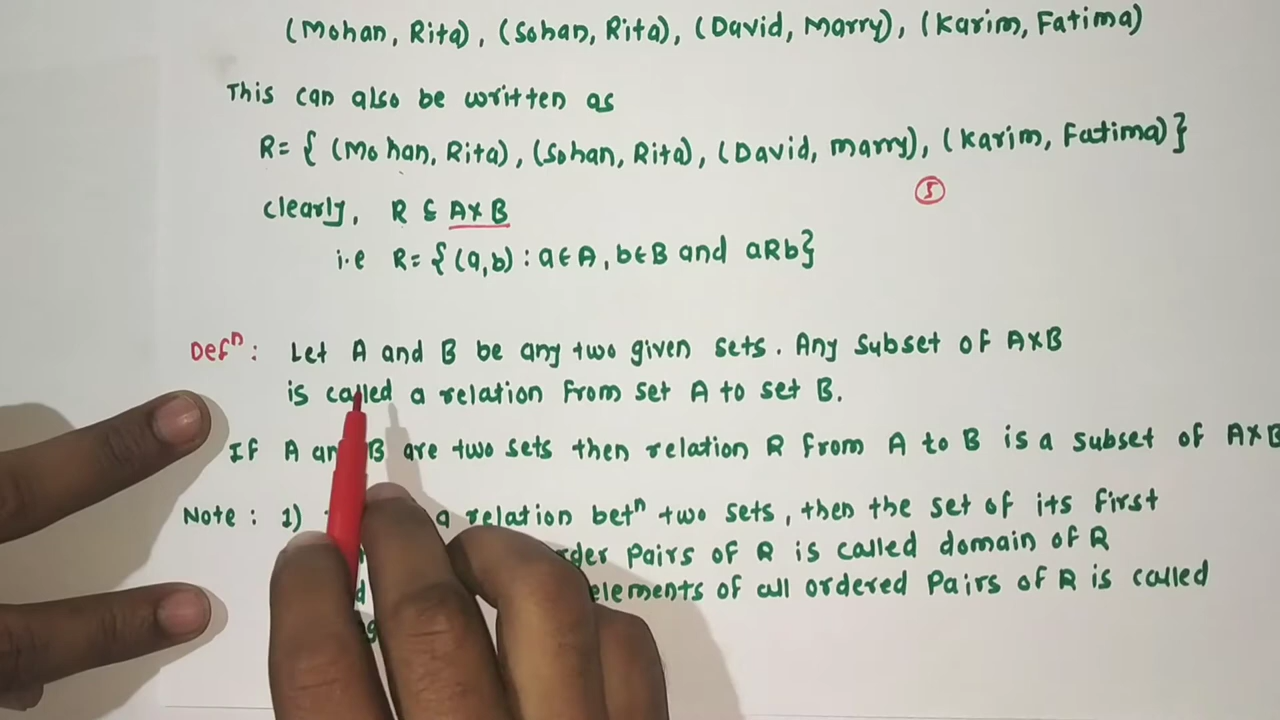 (Mohan, Rita), (Sohan, Rita), (David, Marry), (Karim, Fatima)
This can also be written as
R= { (Mohan, Rita), (Sohan, Rita), (David, marry), (Karim, Fatima)}
5
clearly, R ⊆ A×B
i.e R= {(a,b) : a∈A, b∈B and aRb}
Defⁿ: Let A and B be any two given sets. Any subset of A×B
is called a relation from set A to set B.
If A an B are two sets then relation R from A to B is a subset of A×B
Note: 1) a relation betⁿ two sets, then the set of its first
order pairs of R is called domain of R
elements of all ordered pairs of R is called